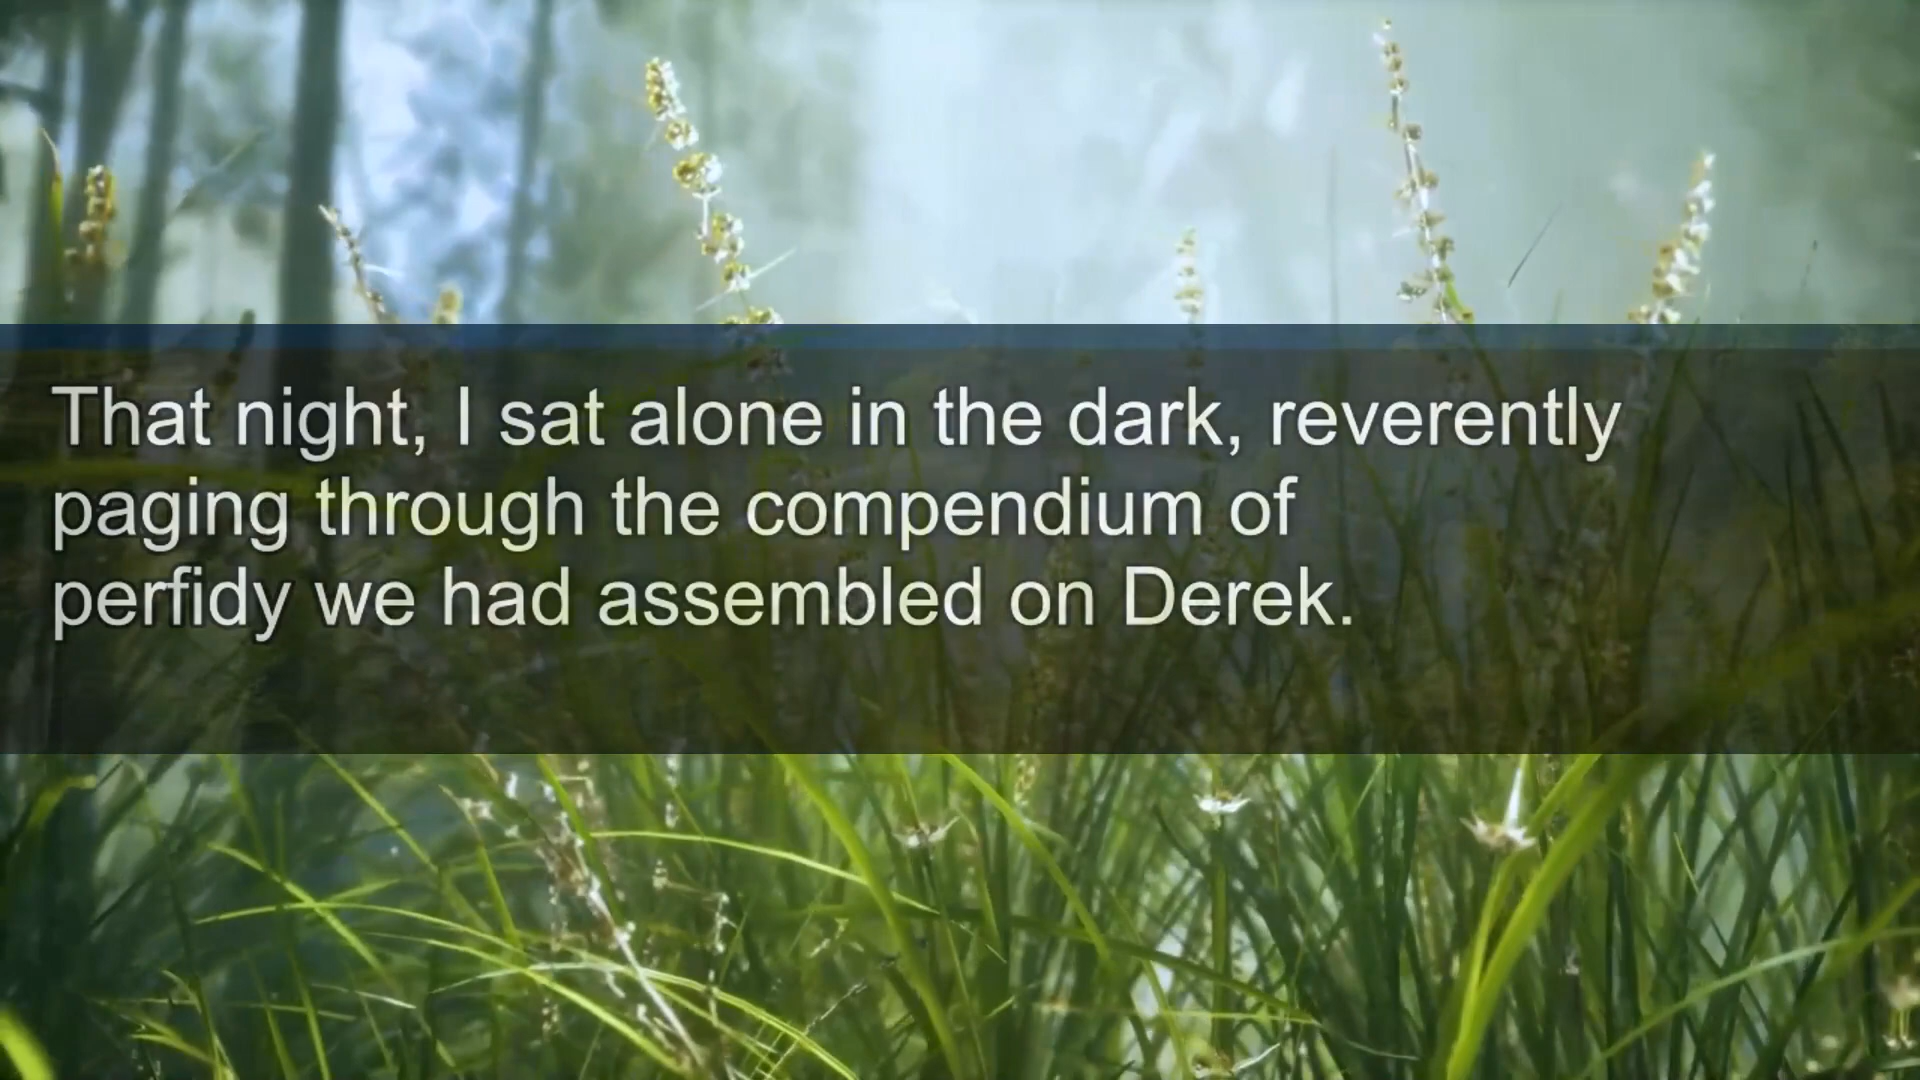 That night, I sat alone in the dark, reverently
paging through the compendium of
perfidy we had assembled on Derek.